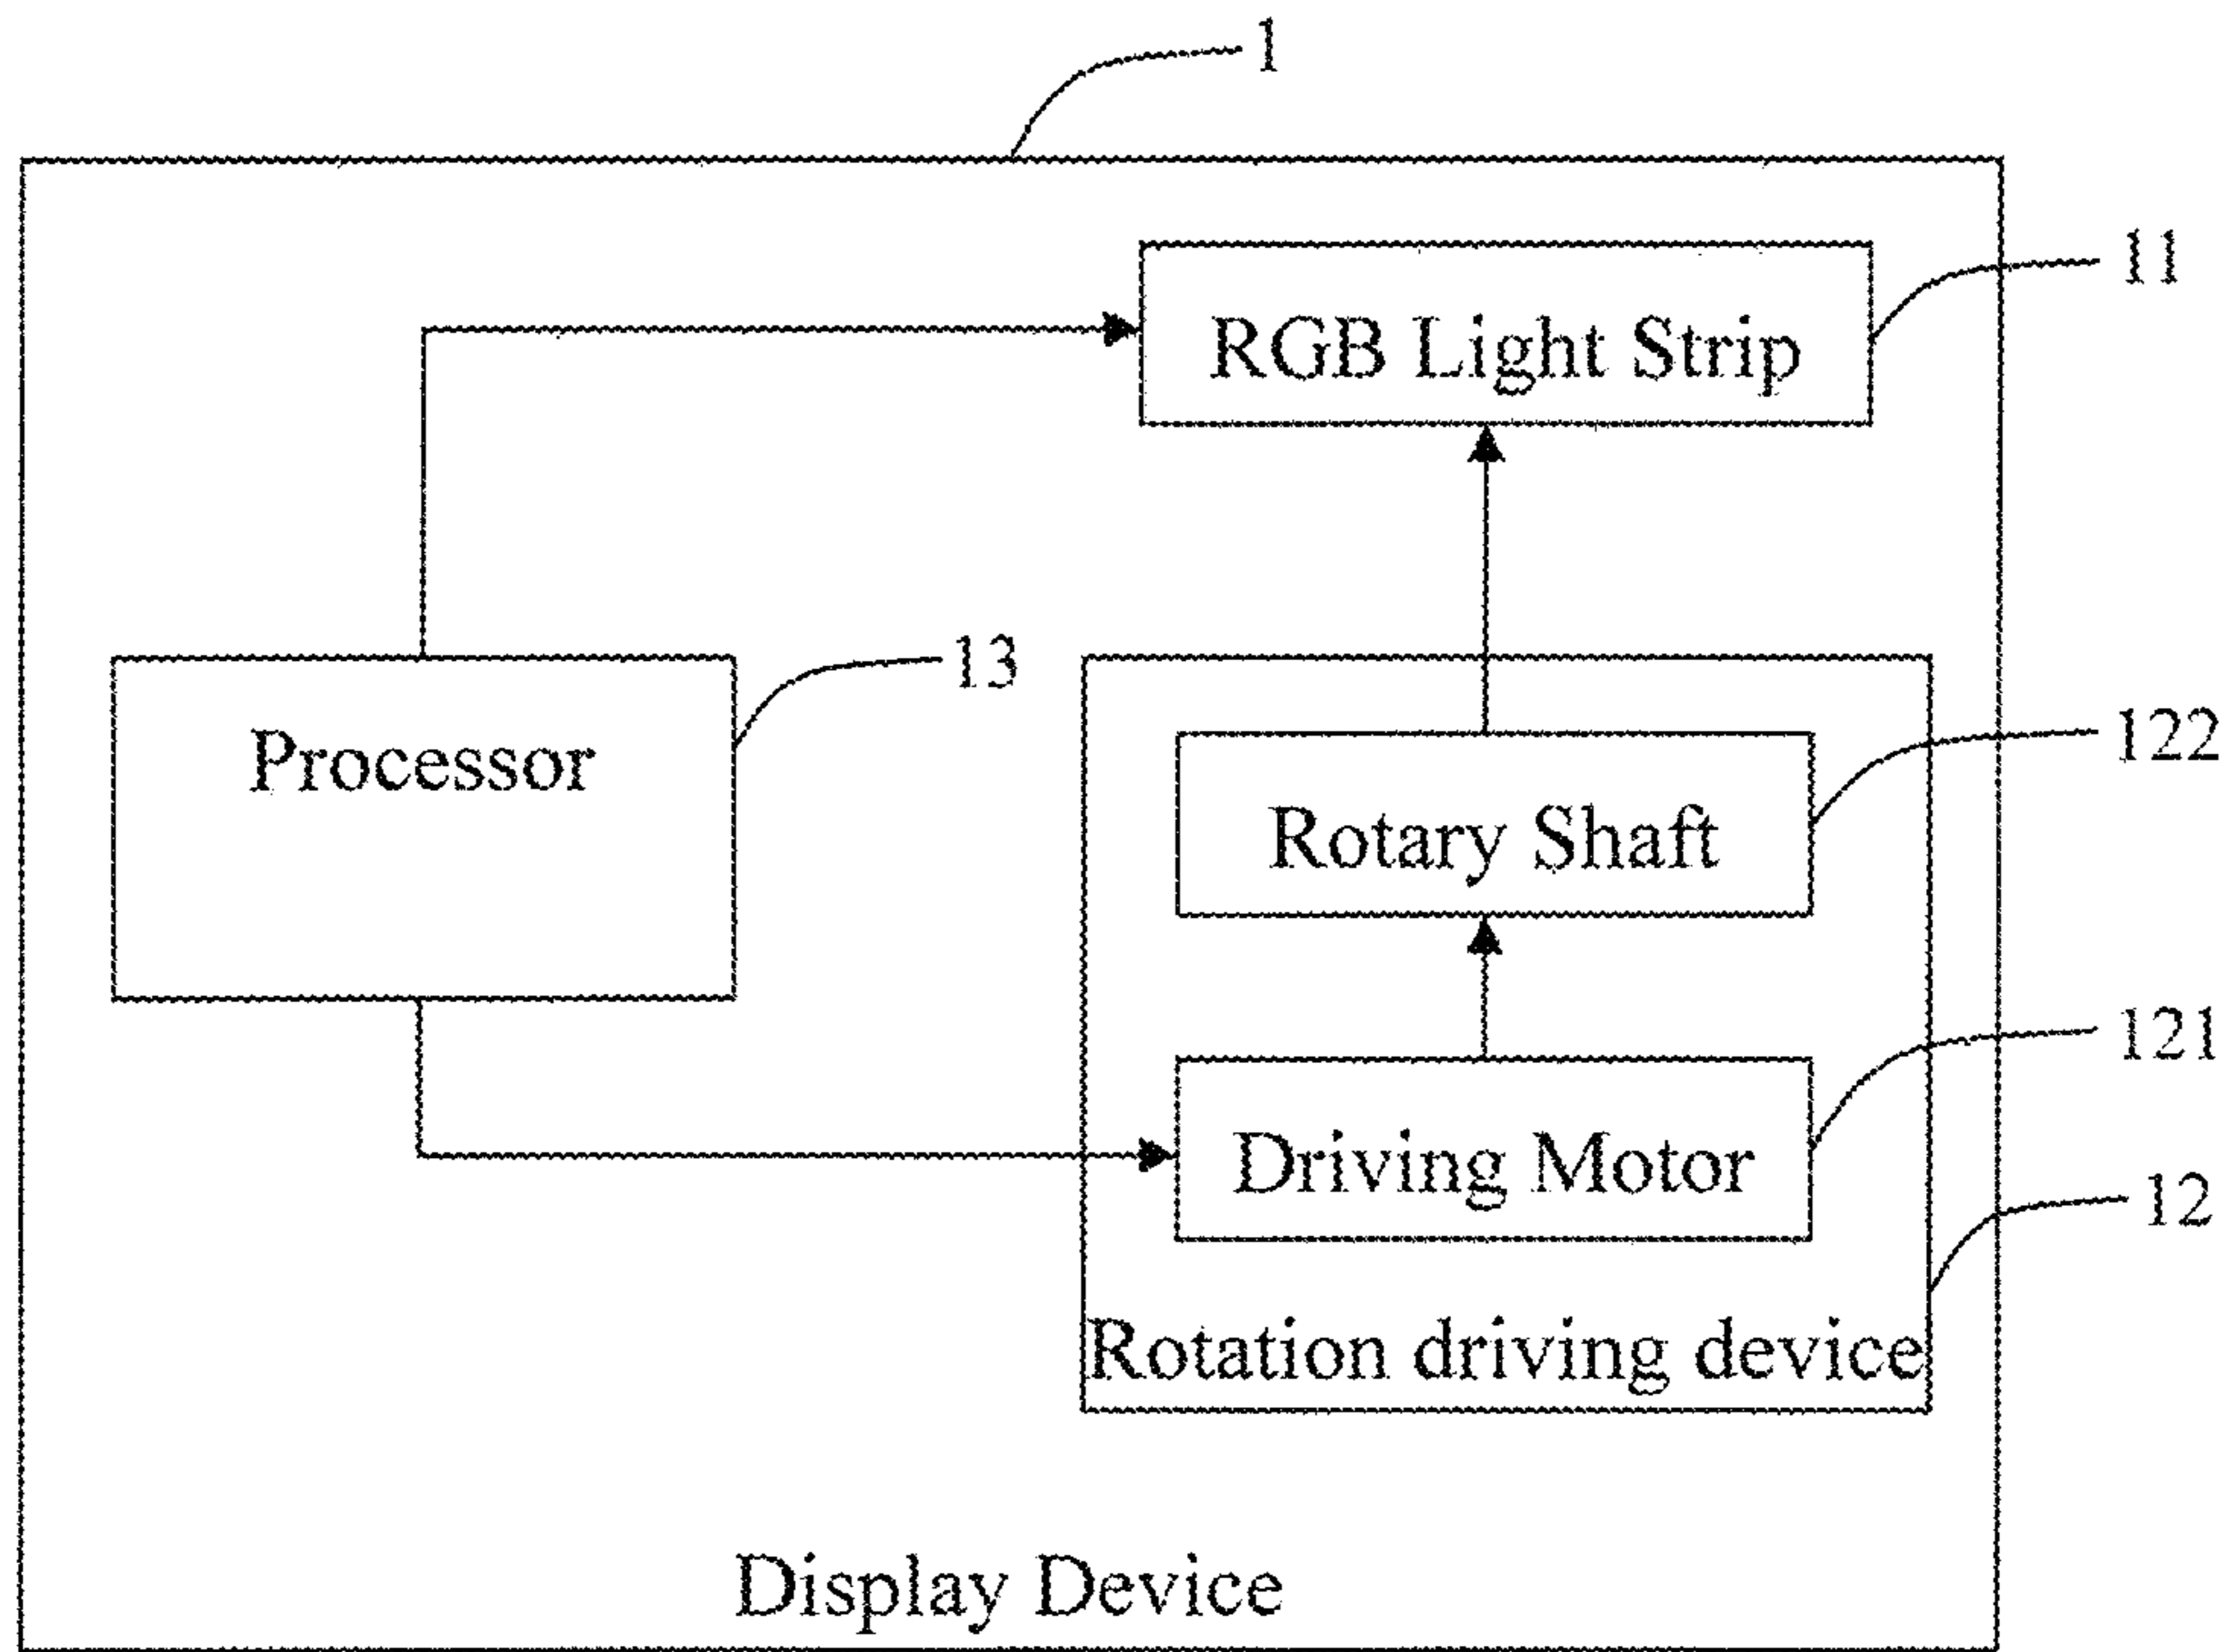 1
11
RGB Light Strip
13
Processor
122
Rotary Shaft
121
Driving Motor
12
Rotation driving device
Display Device